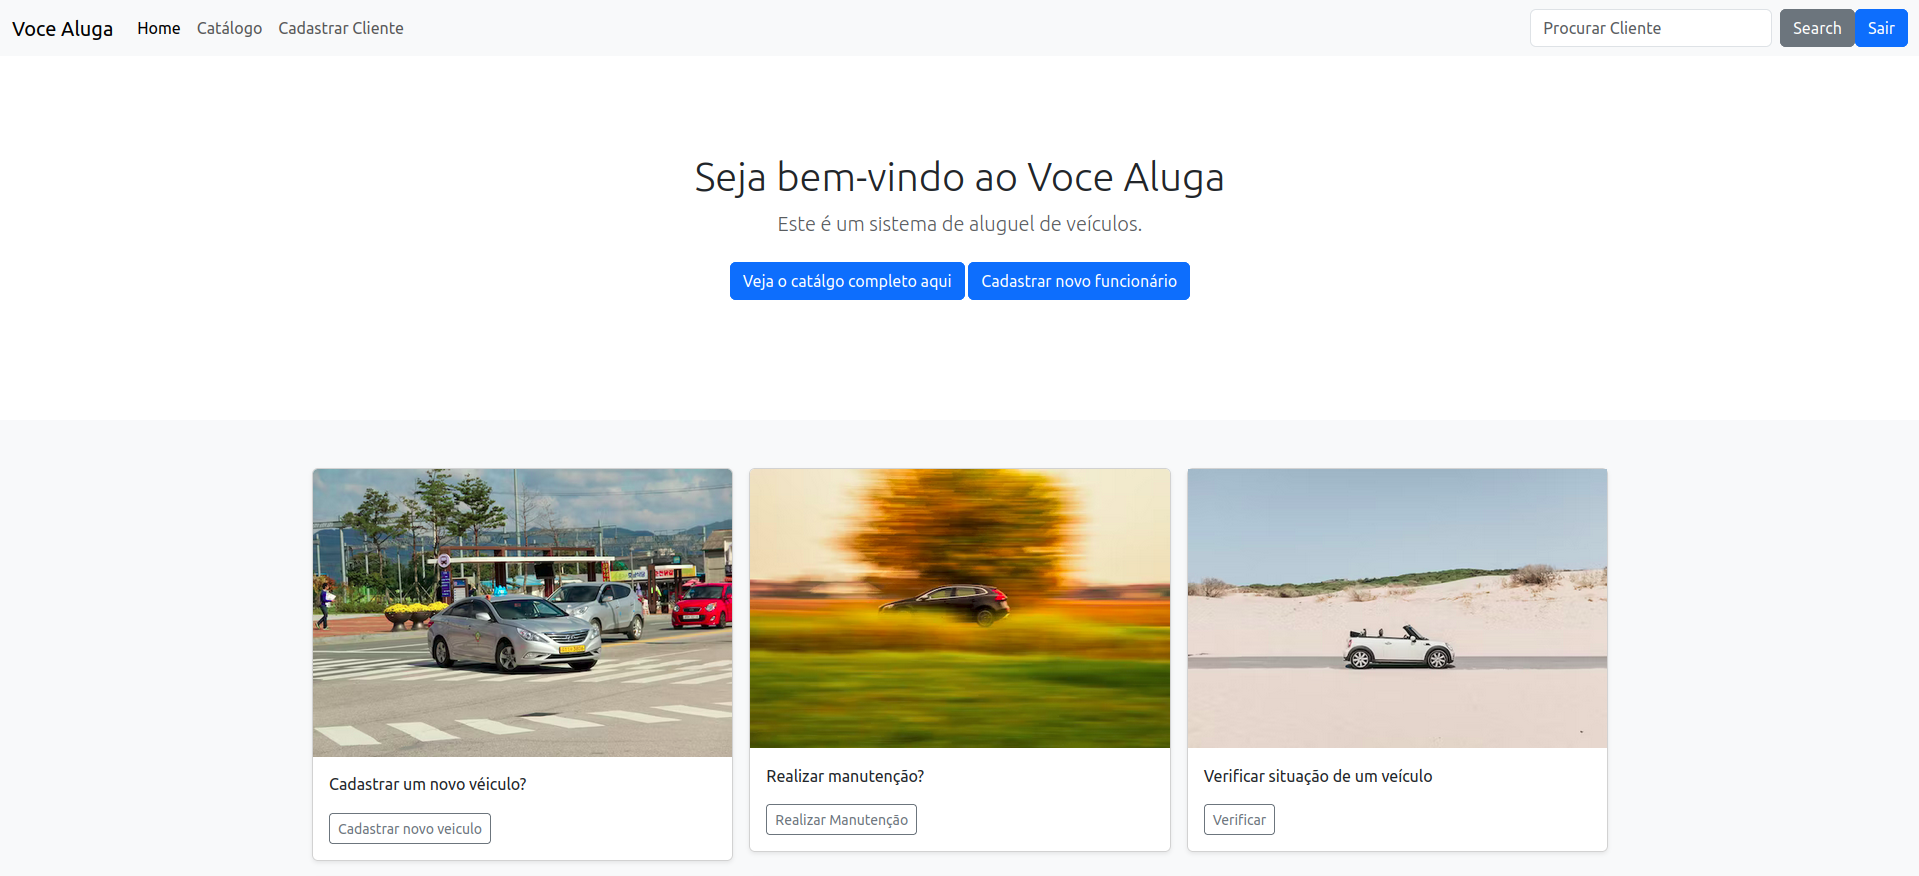 Voce Aluga Home Catálogo Cadastrar Cliente Procurar Cliente Search Sair
Seja bem-vindo ao Voce Aluga
Este é um sistema de aluguel de veículos.
Veja o catálgo completo aqui Cadastrar novo funcionário
Cadastrar um novo véiculo?
Cadastrar novo veiculo
Realizar manutenção?
Realizar Manutenção
Verificar situação de um veículo
Verificar